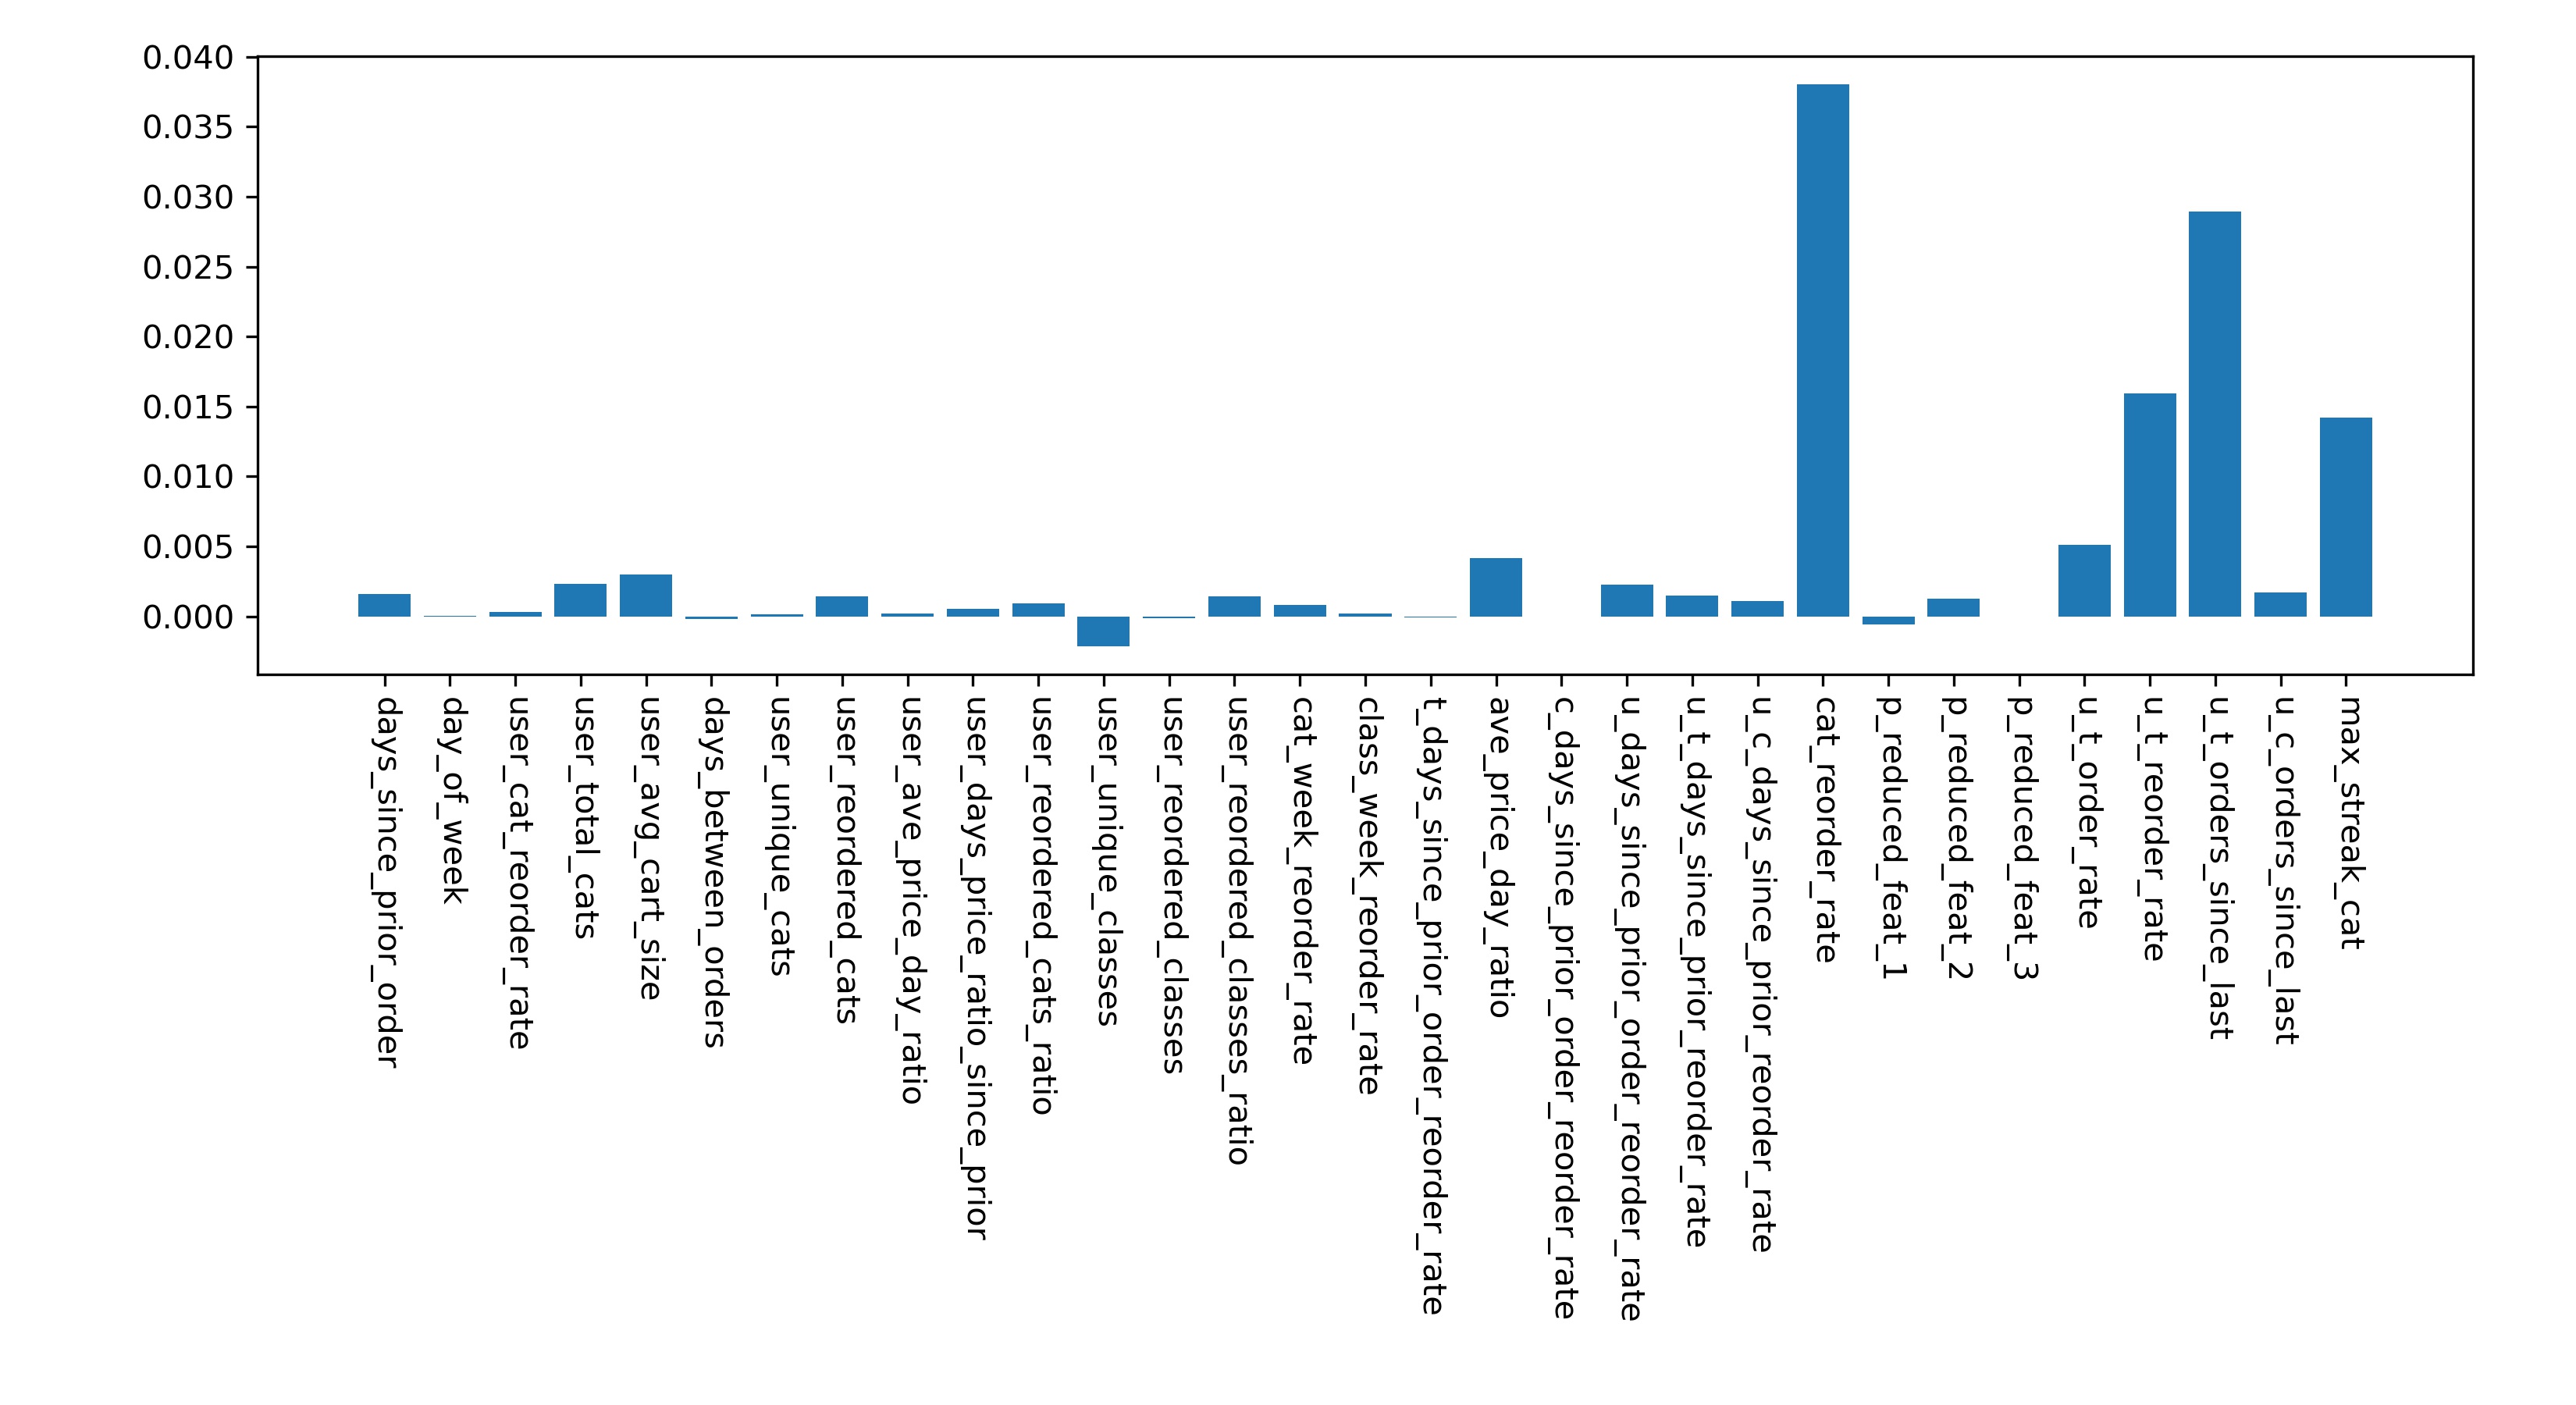 0.040
0.035
0.030
0.025
0.020
0.015
0.010
0.005
0.000
days_since_prior_order
day_of_week
user_cat_reorder_rate
user_total_cats
user_avg_cart_size
days_between_orders
user_unique_cats
user_reordered_cats
user_ave_price_day_ratio
user_days_price_ratio_since_prior
user_reordered_cats_ratio
user_unique_classes
user_reordered_classes
user_reordered_classes_ratio
cat_week_reorder_rate
class_week_reorder_rate
t_days_since_prior_order_reorder_rate
ave_price_day_ratio
c_days_since_prior_order_reorder_rate
u_days_since_prior_order_reorder_rate
u_t_days_since_prior_reorder_rate
u_c_days_since_prior_reorder_rate
cat_reorder_rate
p_reduced_feat_1
p_reduced_feat_2
p_reduced_feat_3
u_t_order_rate
u_t_reorder_rate
u_t_orders_since_last
u_c_orders_since_last
max_streak_cat